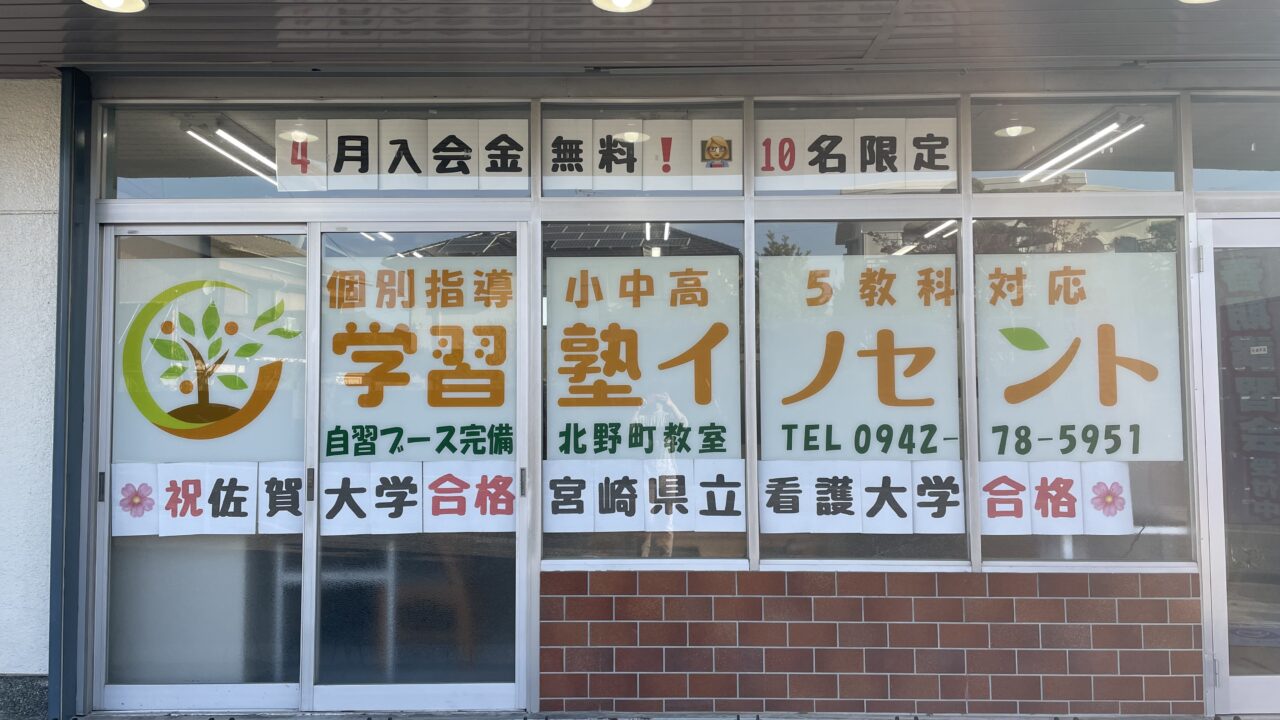 4月入会金無料！ 10名限定
個別指導 小中高 5教科対応
学習塾イノセント
自習ブース完備 北野町教室 TEL 0942-78-5951
祝佐賀大学合格 宮崎県立看護大学合格